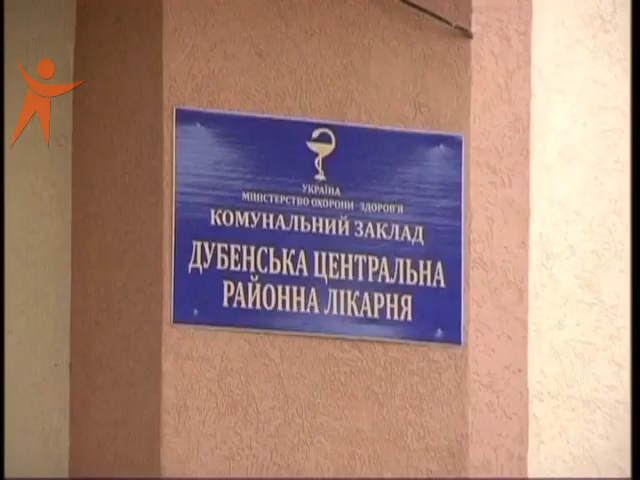 УКРАЇНА
МІНІСТЕРСТВО ОХОРОНИ ЗДОРОВ'Я
КОМУНАЛЬНИЙ ЗАКЛАД
ДУБЕНСЬКА ЦЕНТРАЛЬНА
РАЙОННА ЛІКАРНЯ